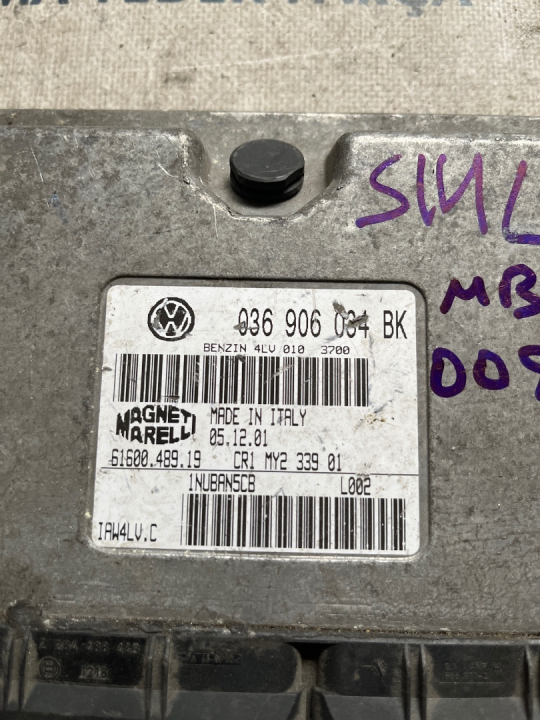 036 906 034 BK
BENZIN 4LV 010 3700
MAGNETI
MARELLI
MADE IN ITALY
05.12.01
61600.489.19 CR1 MY2 339 01
1NUBAN5CB L002
IAW4LV.C
MB